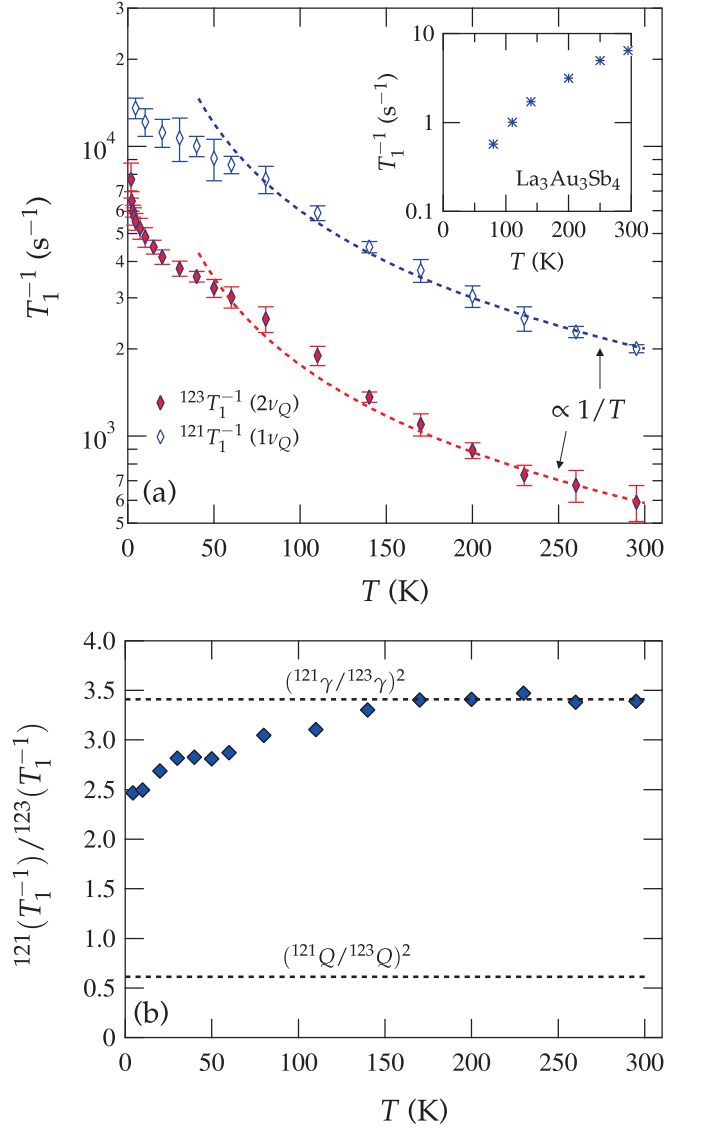 3
10⁴
7
6
5
4
3
2
10³
7
6
5
T₁⁻¹ (s⁻¹)
10
1
0.1
T₁⁻¹ (s⁻¹)
La₃Au₃Sb₄
0 100 200 300
T (K)
¹²³T₁⁻¹ (2νQ)
¹²¹T₁⁻¹ (1νQ)
∝ 1/T
(a)
0 50 100 150 200 250 300
T (K)
4.0
3.5
3.0
2.5
2.0
1.5
1.0
0.5
0
¹²¹(T₁⁻¹)/¹²³(T₁⁻¹)
(¹²¹γ/¹²³γ)²
(¹²¹Q/¹²³Q)²
(b)
0 50 100 150 200 250 300
T (K)